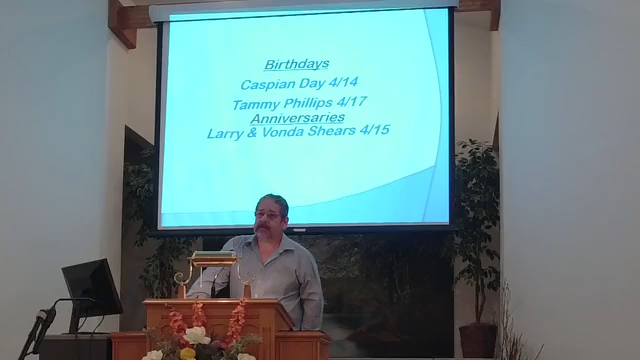 Birthdays
Caspian Day 4/14
Tammy Phillips 4/17
Anniversaries
Larry & Vonda Shears 4/15